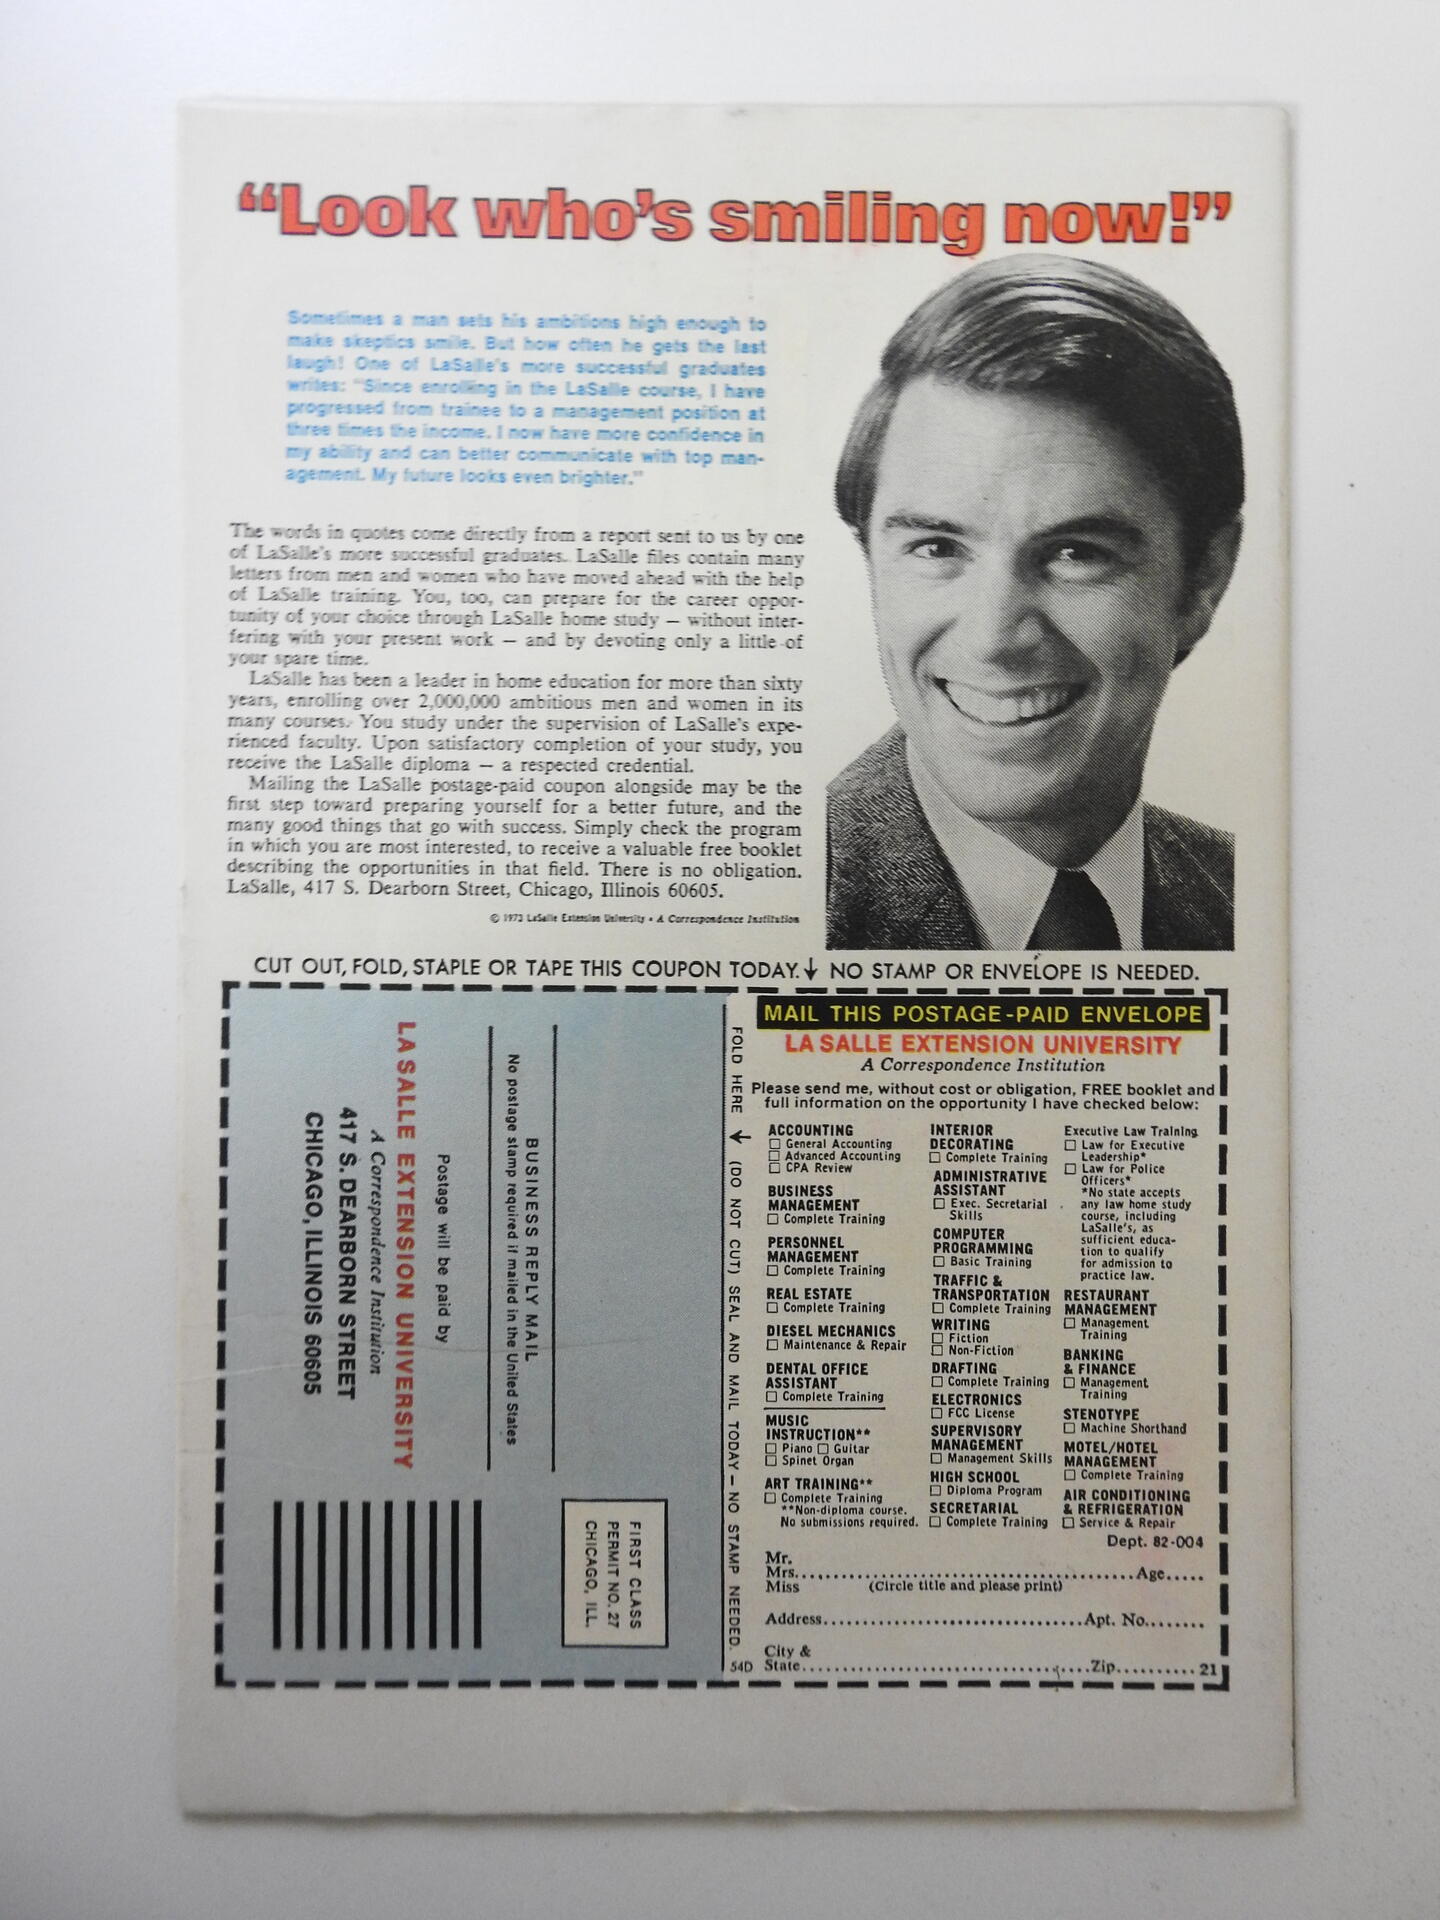 “Look who’s smiling now!”
Sometimes a man sets his ambitions high enough to
make skeptics smile. But how often he gets the last
laugh! One of LaSalle's more successful graduates
writes: "Since enrolling in the LaSalle course, I have
progressed from trainee to a management position at
three times the income. I now have more confidence in
my ability and can better communicate with top man-
agement. My future looks even brighter."
The words in quotes come directly from a report sent to us by one
of LaSalle's more successful graduates. LaSalle files contain many
letters from men and women who have moved ahead with the help
of LaSalle training. You, too, can prepare for the career oppor-
tunity of your choice through LaSalle home study — without inter-
fering with your present work — and by devoting only a little of
your spare time.
LaSalle has been a leader in home education for more than sixty
years, enrolling over 2,000,000 ambitious men and women in its
many courses. You study under the supervision of LaSalle's expe-
rienced faculty. Upon satisfactory completion of your study, you
receive the LaSalle diploma — a respected credential.
Mailing the LaSalle postage-paid coupon alongside may be the
first step toward preparing yourself for a better future, and the
many good things that go with success. Simply check the program
in which you are most interested, to receive a valuable free booklet
describing the opportunities in that field. There is no obligation.
LaSalle, 417 S. Dearborn Street, Chicago, Illinois 60605.
© 1973 LaSalle Extension University • A Correspondence Institution
CUT OUT, FOLD, STAPLE OR TAPE THIS COUPON TODAY. ↓ NO STAMP OR ENVELOPE IS NEEDED.
FIRST CLASS
PERMIT NO. 27
CHICAGO, ILL.
BUSINESS REPLY MAIL
No postage stamp required if mailed in the United States
Postage will be paid by
LA SALLE EXTENSION UNIVERSITY
A Correspondence Institution
417 S. DEARBORN STREET
CHICAGO, ILLINOIS 60605
FOLD HERE ↓ (DO NOT CUT) SEAL AND MAIL TODAY — NO STAMP NEEDED.
54D
MAIL THIS POSTAGE-PAID ENVELOPE
LA SALLE EXTENSION UNIVERSITY
A Correspondence Institution
Please send me, without cost or obligation, FREE booklet and
full information on the opportunity I have checked below:
ACCOUNTING
□ General Accounting
□ Advanced Accounting
□ CPA Review
BUSINESS
MANAGEMENT
□ Complete Training
PERSONNEL
MANAGEMENT
□ Complete Training
REAL ESTATE
□ Complete Training
DIESEL MECHANICS
□ Maintenance & Repair
DENTAL OFFICE
ASSISTANT
□ Complete Training
MUSIC
INSTRUCTION**
□ Piano □ Guitar
□ Spinet Organ
ART TRAINING**
□ Complete Training
**Non-diploma course.
No submissions required.
INTERIOR
DECORATING
□ Complete Training
ADMINISTRATIVE
ASSISTANT
□ Exec. Secretarial
Skills
COMPUTER
PROGRAMMING
□ Basic Training
TRAFFIC &
TRANSPORTATION
□ Complete Training
WRITING
□ Fiction
□ Non-Fiction
DRAFTING
□ Complete Training
ELECTRONICS
□ FCC License
SUPERVISORY
MANAGEMENT
□ Management Skills
HIGH SCHOOL
□ Diploma Program
SECRETARIAL
□ Complete Training
Executive Law Training
□ Law for Executive
Leadership*
□ Law for Police
Officers*
*No state accepts
any law home study
course, including
LaSalle's, as
sufficient educa-
tion to qualify
for admission to
practice law.
RESTAURANT
MANAGEMENT
□ Management
Training
BANKING
& FINANCE
□ Management
Training
STENOTYPE
□ Machine Shorthand
MOTEL/HOTEL
MANAGEMENT
□ Complete Training
AIR CONDITIONING
& REFRIGERATION
□ Service & Repair
Dept. 82-004
Mr.
Mrs. Age
Miss (Circle title and please print)
Address Apt. No.
City &
State Zip 21